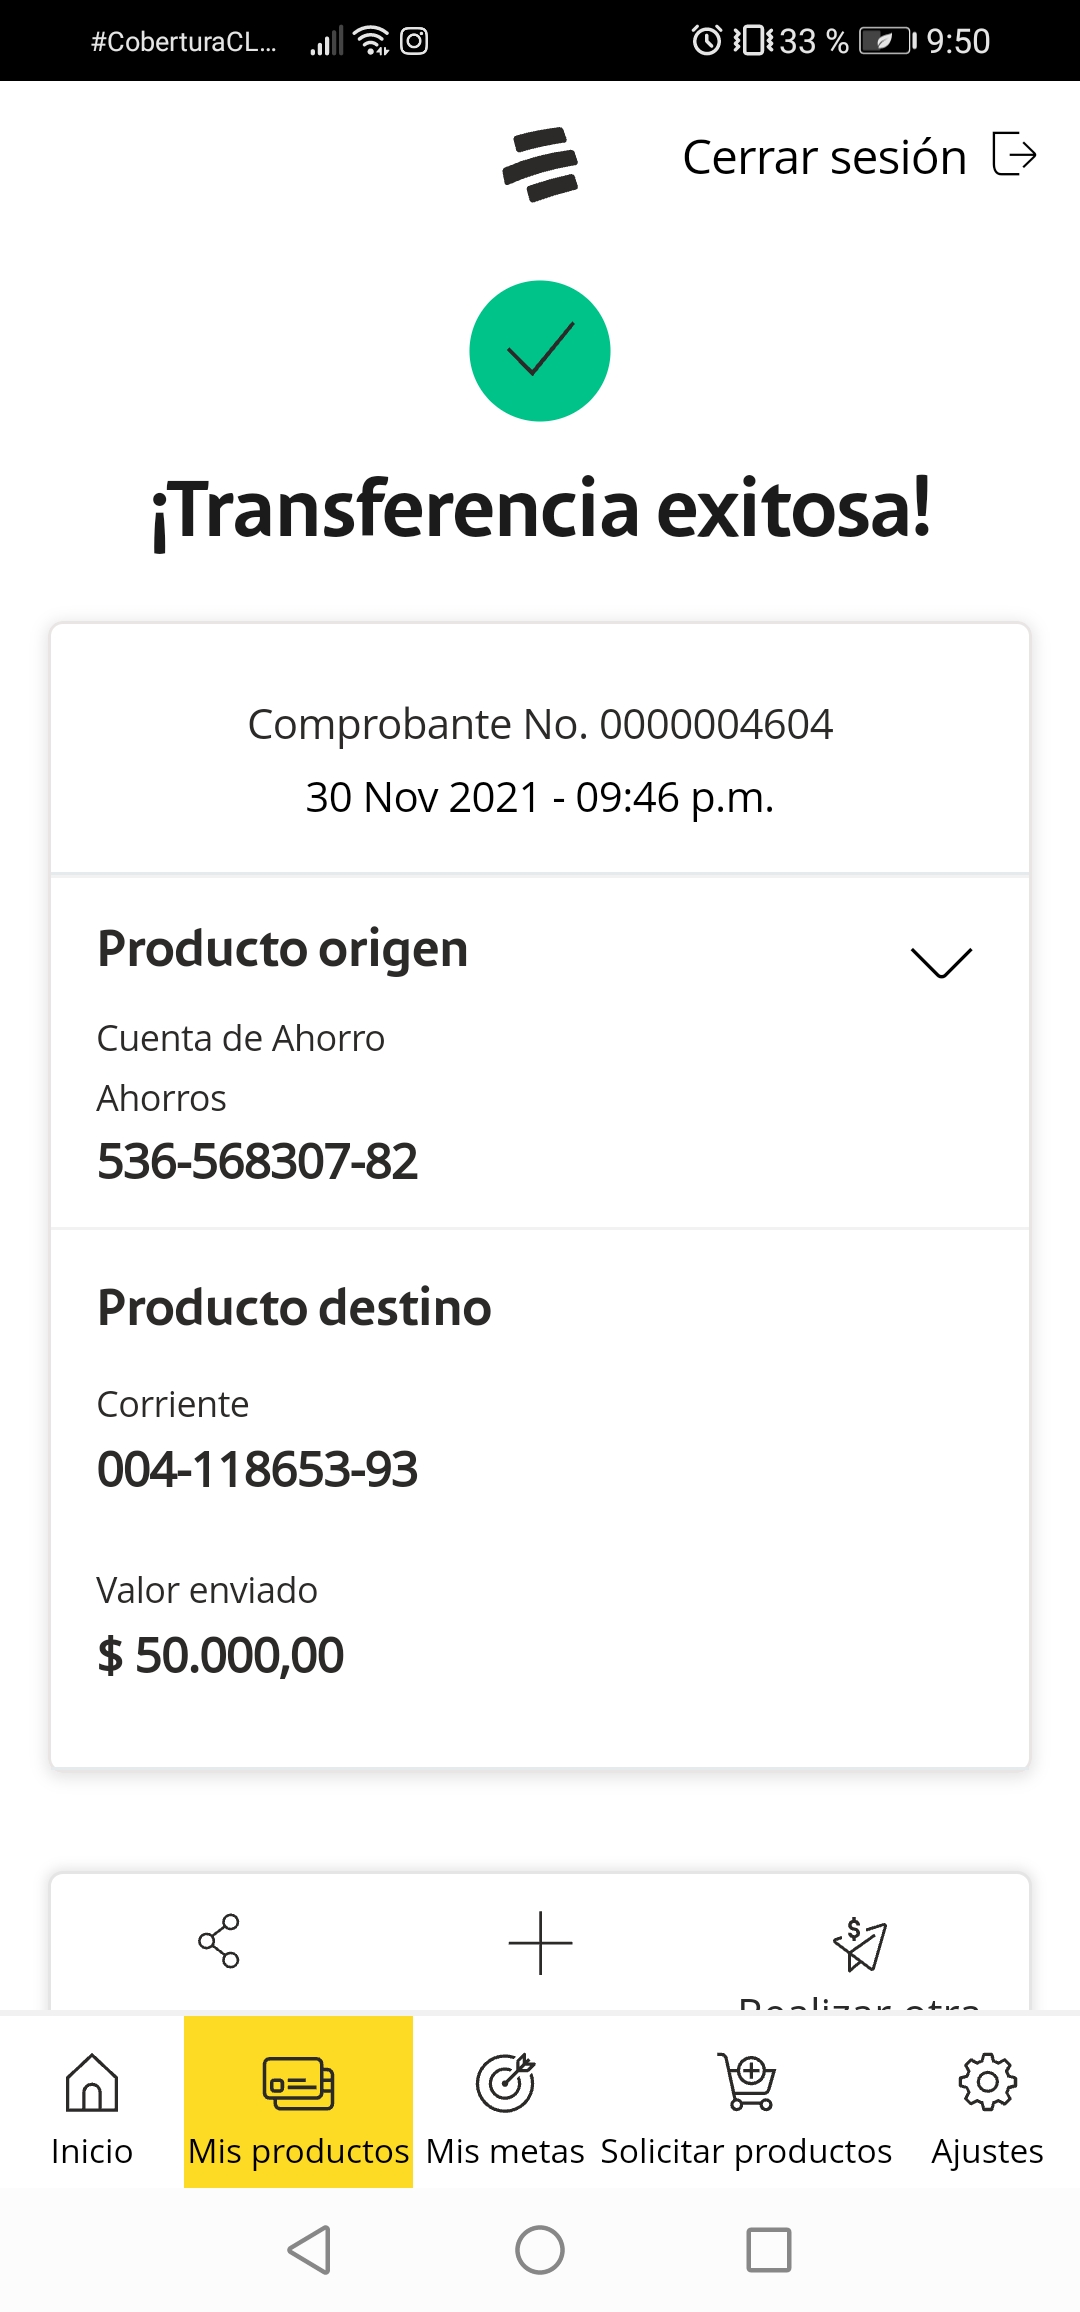 #CoberturaCL... 33 % 9:50
Cerrar sesión
¡Transferencia exitosa!
Comprobante No. 0000004604
30 Nov 2021 - 09:46 p.m.
Producto origen
Cuenta de Ahorro
Ahorros
536-568307-82
Producto destino
Corriente
004-118653-93
Valor enviado
$ 50.000,00
Realizar otra
Inicio Mis productos Mis metas Solicitar productos Ajustes